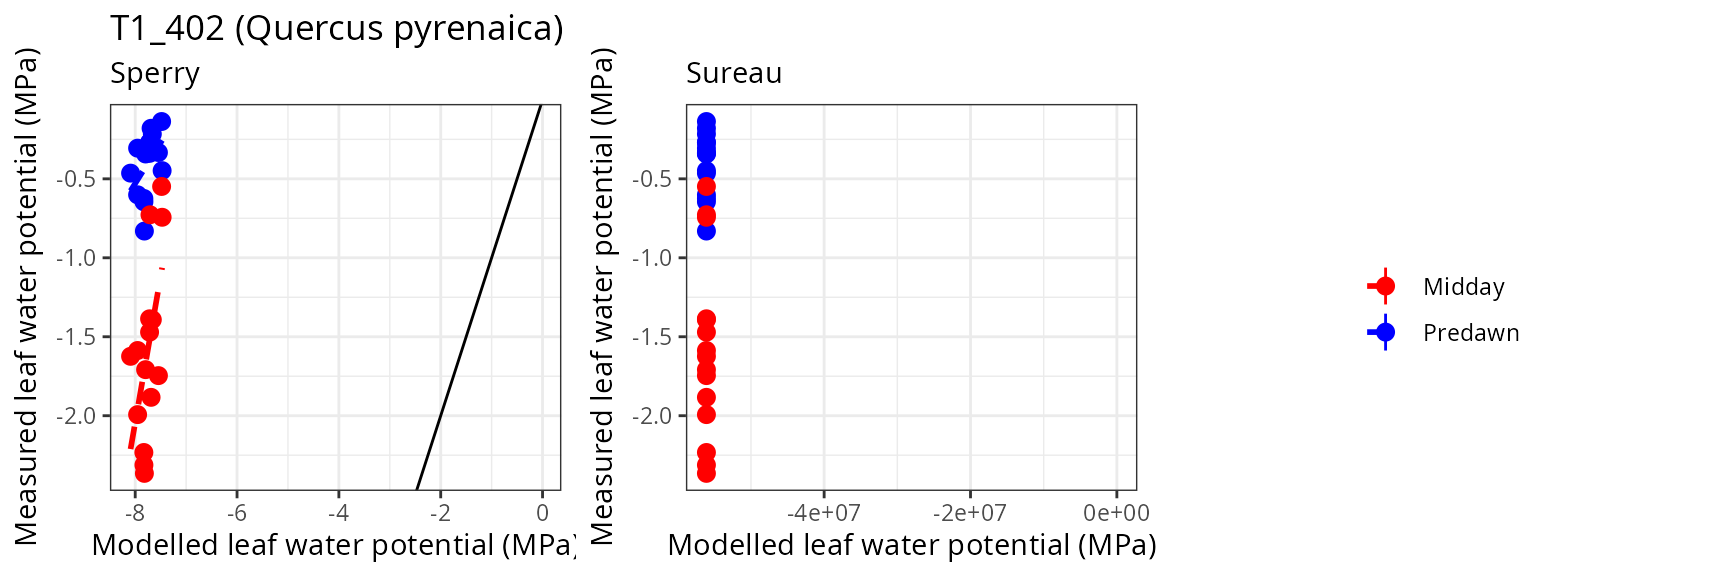 T1_402 (Quercus pyrenaica)
Sperry
Measured leaf water potential (MPa)
-0.5
-1.0
-1.5
-2.0
-8
-6
-4
-2
0
Modelled leaf water potential (MPa)
Sureau
Measured leaf water potential (MPa)
-0.5
-1.0
-1.5
-2.0
-4e+07
-2e+07
0e+00
Modelled leaf water potential (MPa)
Midday
Predawn